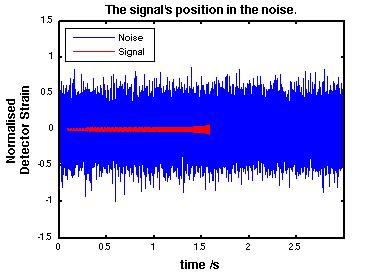 The signal's position in the noise.
1.5
Noise
Signal
1
0.5
0
-0.5
-1
-1.5
Normalised
Detector Strain
0
0.5
1
1.5
2
2.5
time /s